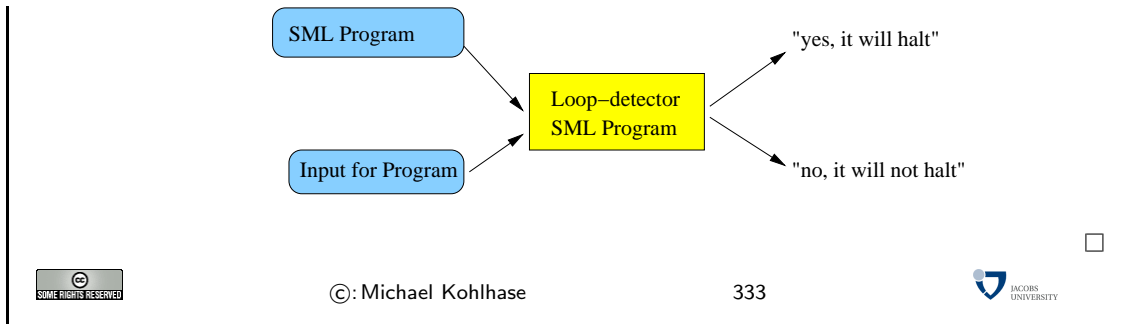 SML Program
"yes, it will halt"
Loop−detector
SML Program
Input for Program
"no, it will not halt"
cc
SOME RIGHTS RESERVED
©: Michael Kohlhase
333
JACOBS
UNIVERSITY